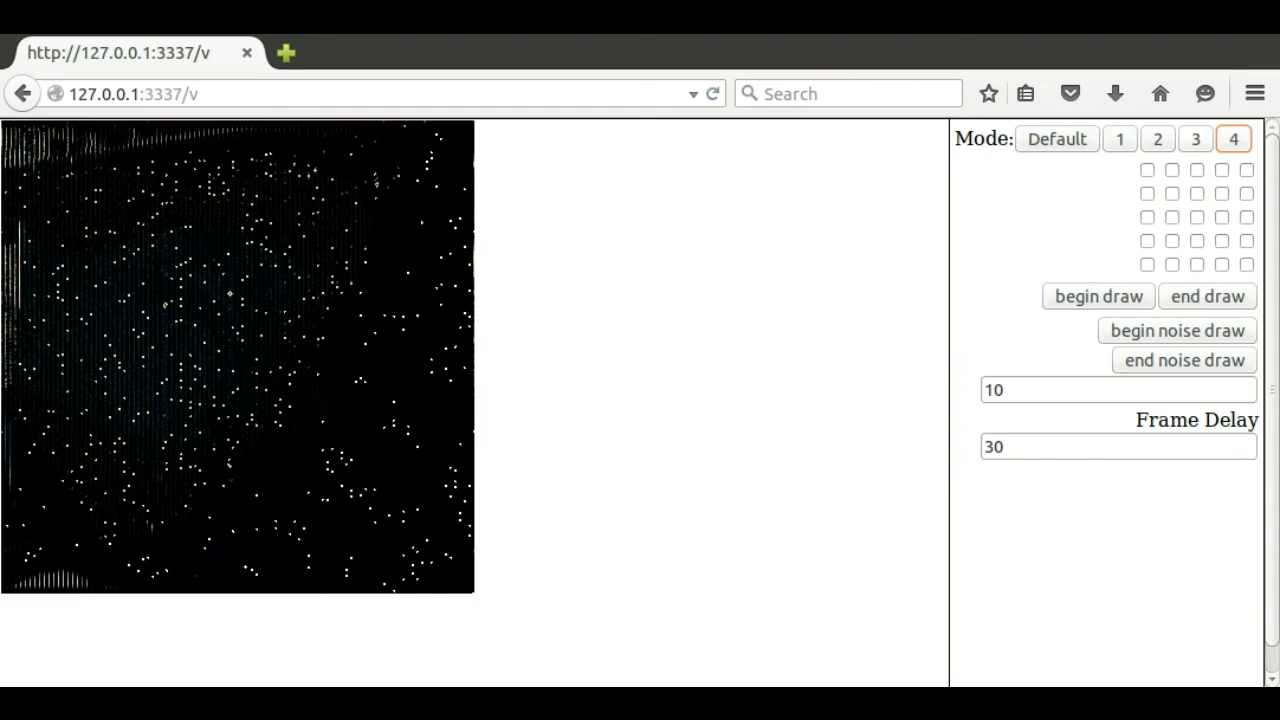 http://127.0.0.1:3337/v
127.0.0.1:3337/v
Search
Mode: Default 1 2 3 4
begin draw end draw
begin noise draw
end noise draw
10
Frame Delay
30